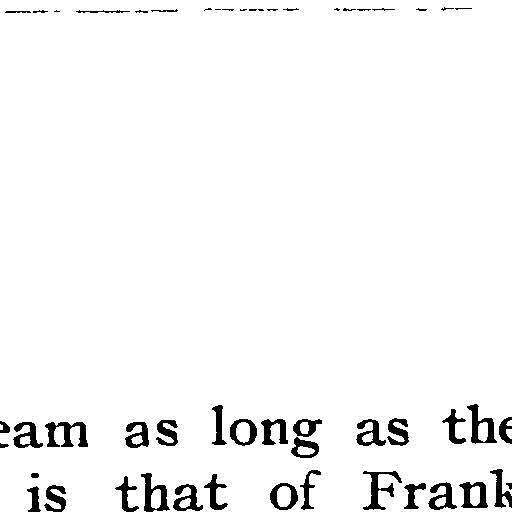 eam as long as the
is that of Frank